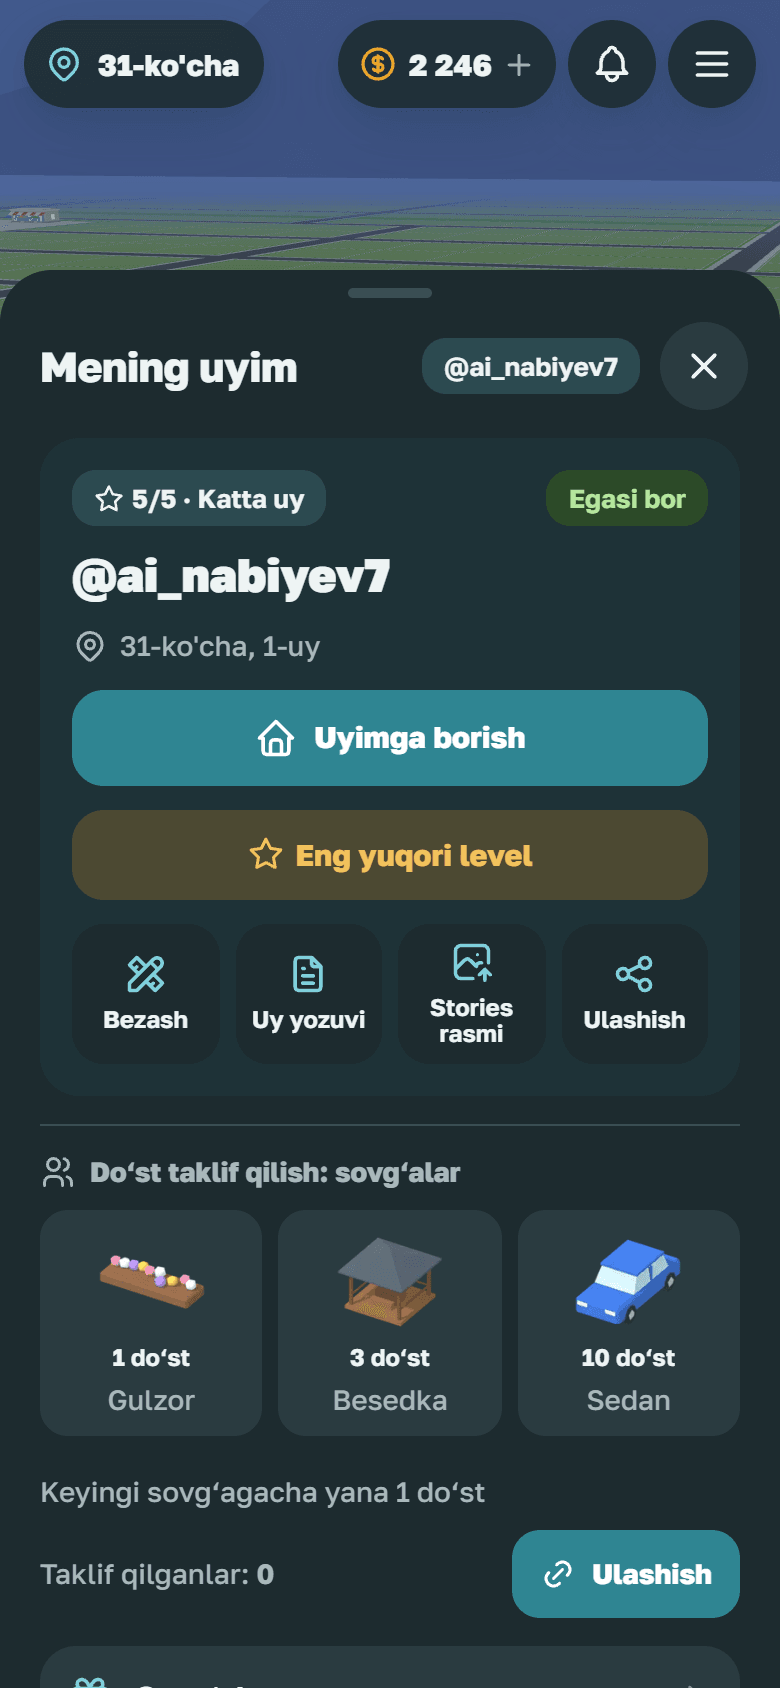 31-ko'cha
2 246
Mening uyim
@ai_nabiyev7
5/5 · Katta uy
Egasi bor
@ai_nabiyev7
31-ko'cha, 1-uy
Uyimga borish
Eng yuqori level
Bezash
Uy yozuvi
Stories
rasmi
Ulashish
Do‘st taklif qilish: sovg‘alar
1 do‘st
Gulzor
3 do‘st
Besedka
10 do‘st
Sedan
Keyingi sovg‘agacha yana 1 do‘st
Taklif qilganlar: 0
Ulashish